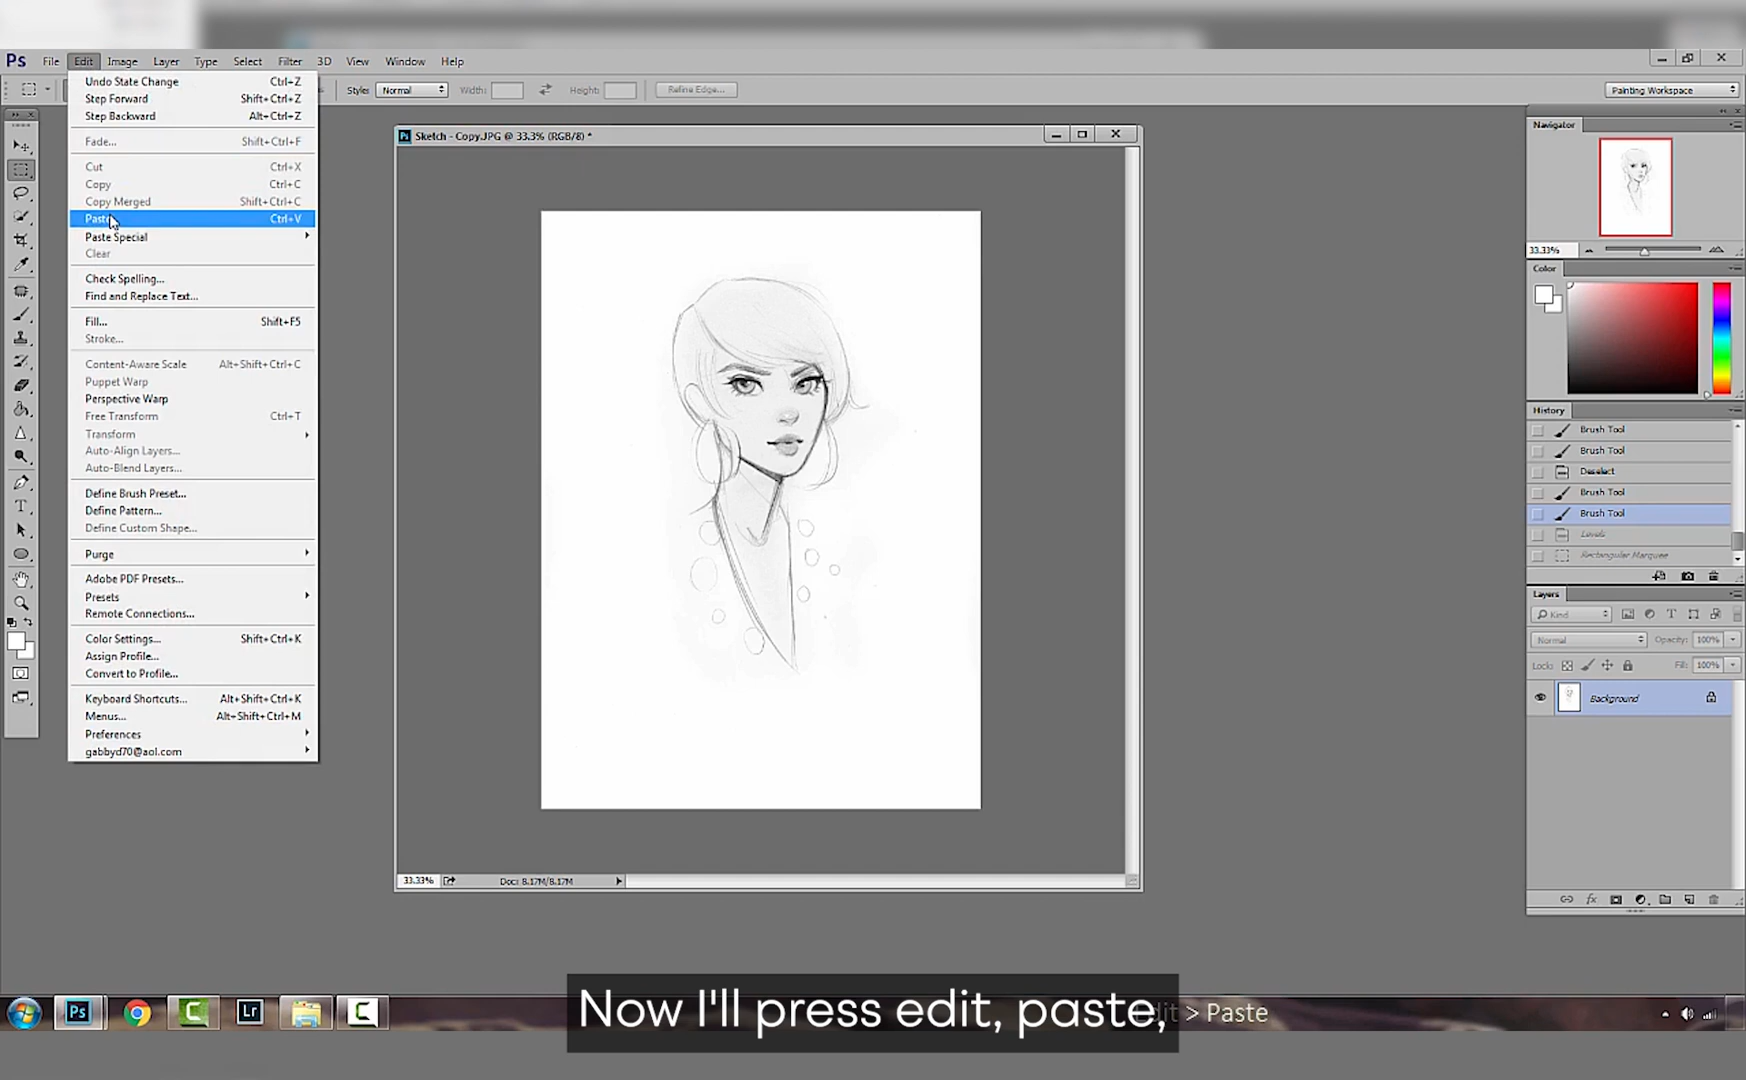 Ps File Edit Image Layer Type Select Filter 3D View Window Help
Style: Normal Width: Height: Refine Edge... Painting Workspace
Undo State Change Ctrl+Z
Step Forward Shift+Ctrl+Z
Step Backward Alt+Ctrl+Z
Fade... Shift+Ctrl+F
Cut Ctrl+X
Copy Ctrl+C
Copy Merged Shift+Ctrl+C
Paste Ctrl+V
Paste Special
Clear
Check Spelling...
Find and Replace Text...
Fill... Shift+F5
Stroke...
Content-Aware Scale Alt+Shift+Ctrl+C
Puppet Warp
Perspective Warp
Free Transform Ctrl+T
Transform
Auto-Align Layers...
Auto-Blend Layers...
Define Brush Preset...
Define Pattern...
Define Custom Shape...
Purge
Adobe PDF Presets...
Presets
Remote Connections...
Color Settings... Shift+Ctrl+K
Assign Profile...
Convert to Profile...
Keyboard Shortcuts... Alt+Shift+Ctrl+K
Menus... Alt+Shift+Ctrl+M
Preferences
gabbyd70@aol.com
Ps Sketch - Copy.JPG @ 33.3% (RGB/8) *
33.33% Doc: 8.17M/8.17M
Navigator
33.33%
Color
History
Brush Tool
Brush Tool
Deselect
Brush Tool
Brush Tool
Levels
Rectangular Marquee
Layers
Kind
Normal Opacity: 100%
Lock: Fill: 100%
Background
Ps Lr
Now I'll press edit, paste,
> Paste